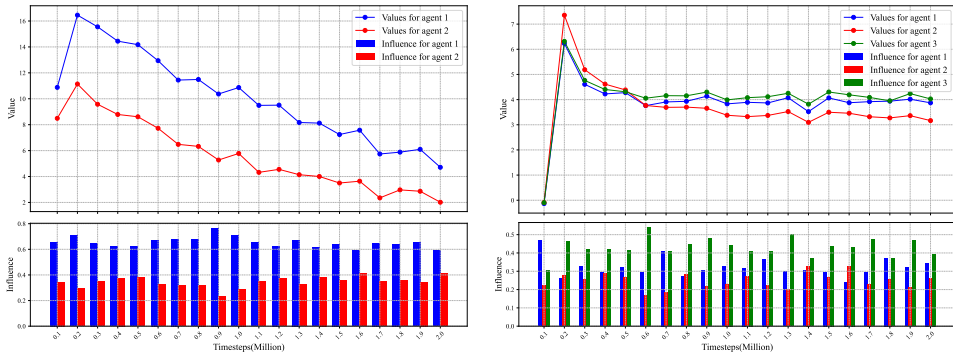 16
14
12
10
8
6
4
2
Value
Values for agent 1
Values for agent 2
Influence for agent 1
Influence for agent 2
0.8
0.6
0.4
0.2
0.0
Influence
0.1 0.2 0.3 0.4 0.5 0.6 0.7 0.8 0.9 1.0 1.1 1.2 1.3 1.4 1.5 1.6 1.7 1.8 1.9 2.0
Timesteps(Million)
7
6
5
4
3
2
1
0
Value
Values for agent 1
Values for agent 2
Values for agent 3
Influence for agent 1
Influence for agent 2
Influence for agent 3
0.5
0.4
0.3
0.2
0.1
0.0
Influence
0.1 0.2 0.3 0.4 0.5 0.6 0.7 0.8 0.9 1.0 1.1 1.2 1.3 1.4 1.5 1.6 1.7 1.8 1.9 2.0
Timesteps(Million)